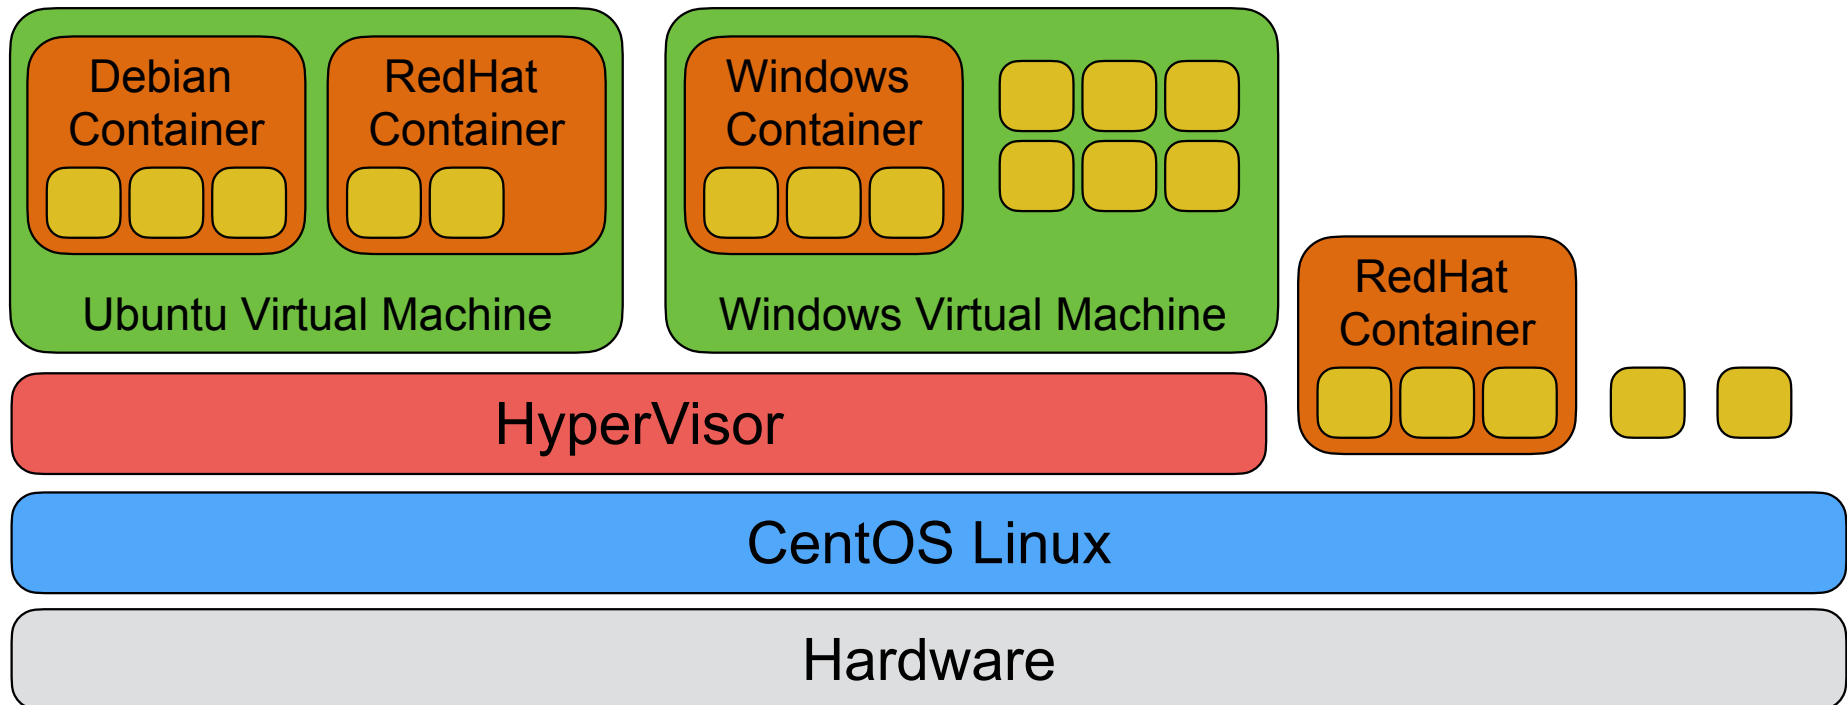 Debian
Container
RedHat
Container
Ubuntu Virtual Machine
Windows
Container
Windows Virtual Machine
RedHat
Container
HyperVisor
CentOS Linux
Hardware